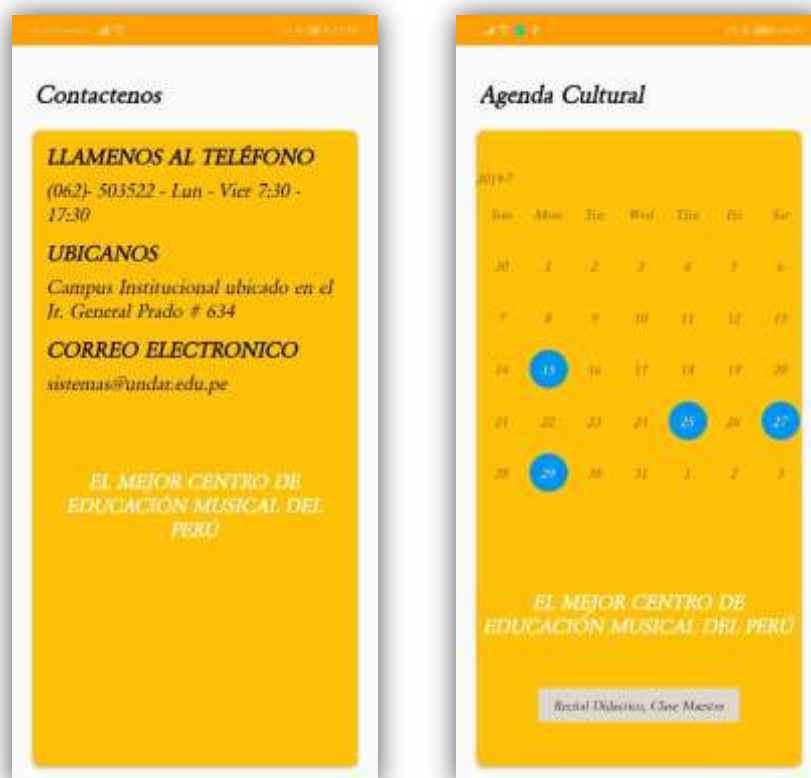 Contactenos
LLAMENOS AL TELÉFONO
(062)- 503522 - Lun - Vier 7:30 -
17:30
UBICANOS
Campus Institucional ubicado en el
Jr. General Prado # 634
CORREO ELECTRONICO
sistemas@undar.edu.pe
EL MEJOR CENTRO DE
EDUCACIÓN MUSICAL DEL
PERÚ
Agenda Cultural
2019-7
Sun Mon Tue Wed Thu Fri Sat
30 1 2 3 4 5 6
7 8 9 10 11 12 13
14 15 16 17 18 19 20
21 22 23 24 25 26 27
28 29 30 31 1 2 3
EL MEJOR CENTRO DE
EDUCACIÓN MUSICAL DEL PERÚ
Recital Didactico, Clase Maestra